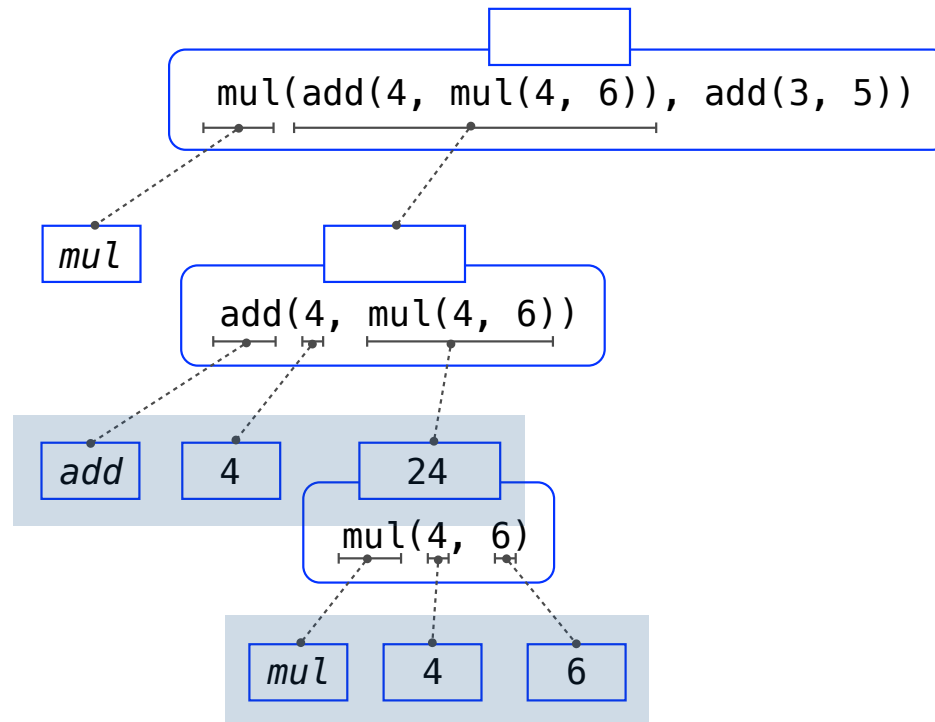 mul(add(4, mul(4, 6)), add(3, 5))
mul
add(4, mul(4, 6))
add 4 24
mul(4, 6)
mul 4 6